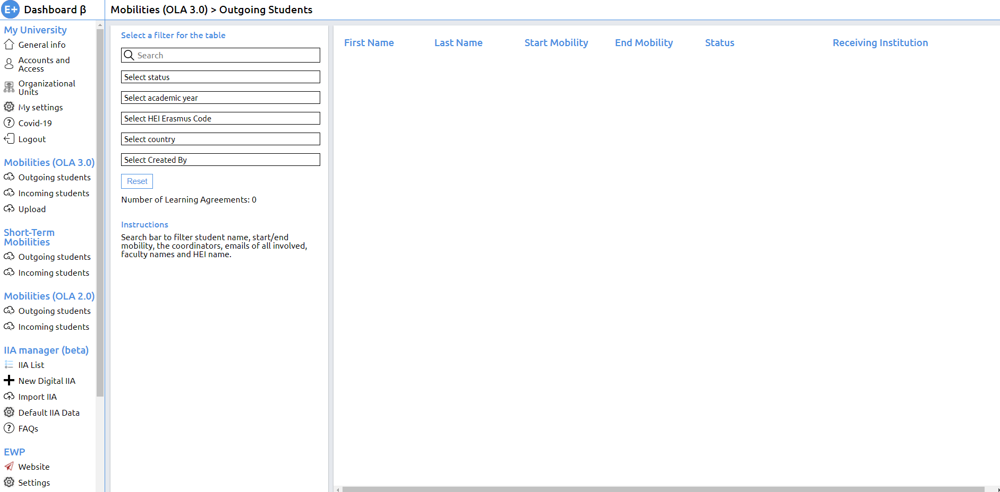 E+ Dashboard β
Mobilities (OLA 3.0) > Outgoing Students
My University
General info
Accounts and
Access
Organizational
Units
My settings
Covid-19
Logout
Mobilities (OLA 3.0)
Outgoing students
Incoming students
Upload
Short-Term
Mobilities
Outgoing students
Incoming students
Mobilities (OLA 2.0)
Outgoing students
Incoming students
IIA manager (beta)
IIA List
New Digital IIA
Import IIA
Default IIA Data
FAQs
EWP
Website
Settings
Select a filter for the table
Search
Select status
Select academic year
Select HEI Erasmus Code
Select country
Select Created By
Reset
Number of Learning Agreements: 0
Instructions
Search bar to filter student name, start/end
mobility, the coordinators, emails of all involved,
faculty names and HEI name.
First Name Last Name Start Mobility End Mobility Status Receiving Institution